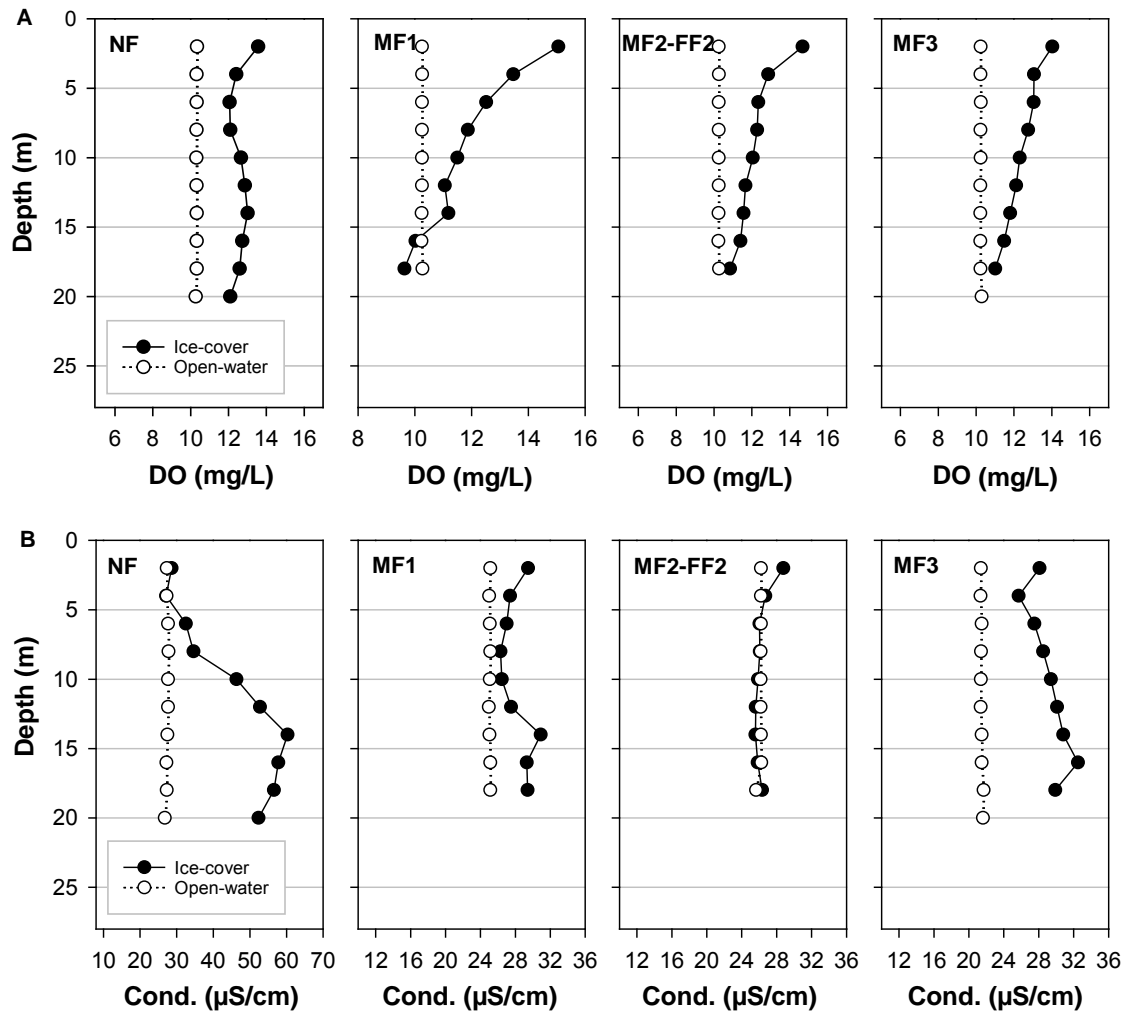 A
NF
MF1
MF2-FF2
MF3
0
5
10
15
20
25
Depth (m)
Ice-cover
Open-water
6 8 10 12 14 16
8 10 12 14 16
6 8 10 12 14 16
6 8 10 12 14 16
DO (mg/L)
DO (mg/L)
DO (mg/L)
DO (mg/L)
B
NF
MF1
MF2-FF2
MF3
0
5
10
15
20
25
Depth (m)
Ice-cover
Open-water
10 20 30 40 50 60 70
12 16 20 24 28 32 36
12 16 20 24 28 32 36
12 16 20 24 28 32 36
Cond. (µS/cm)
Cond. (µS/cm)
Cond. (µS/cm)
Cond. (µS/cm)